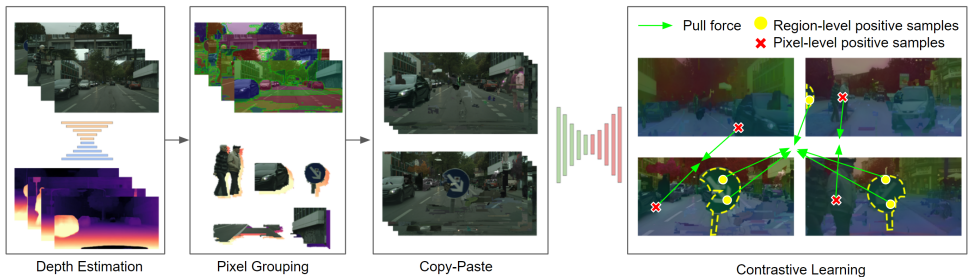 Pull force
Region-level positive samples
Pixel-level positive samples
Depth Estimation
Pixel Grouping
Copy-Paste
Contrastive Learning